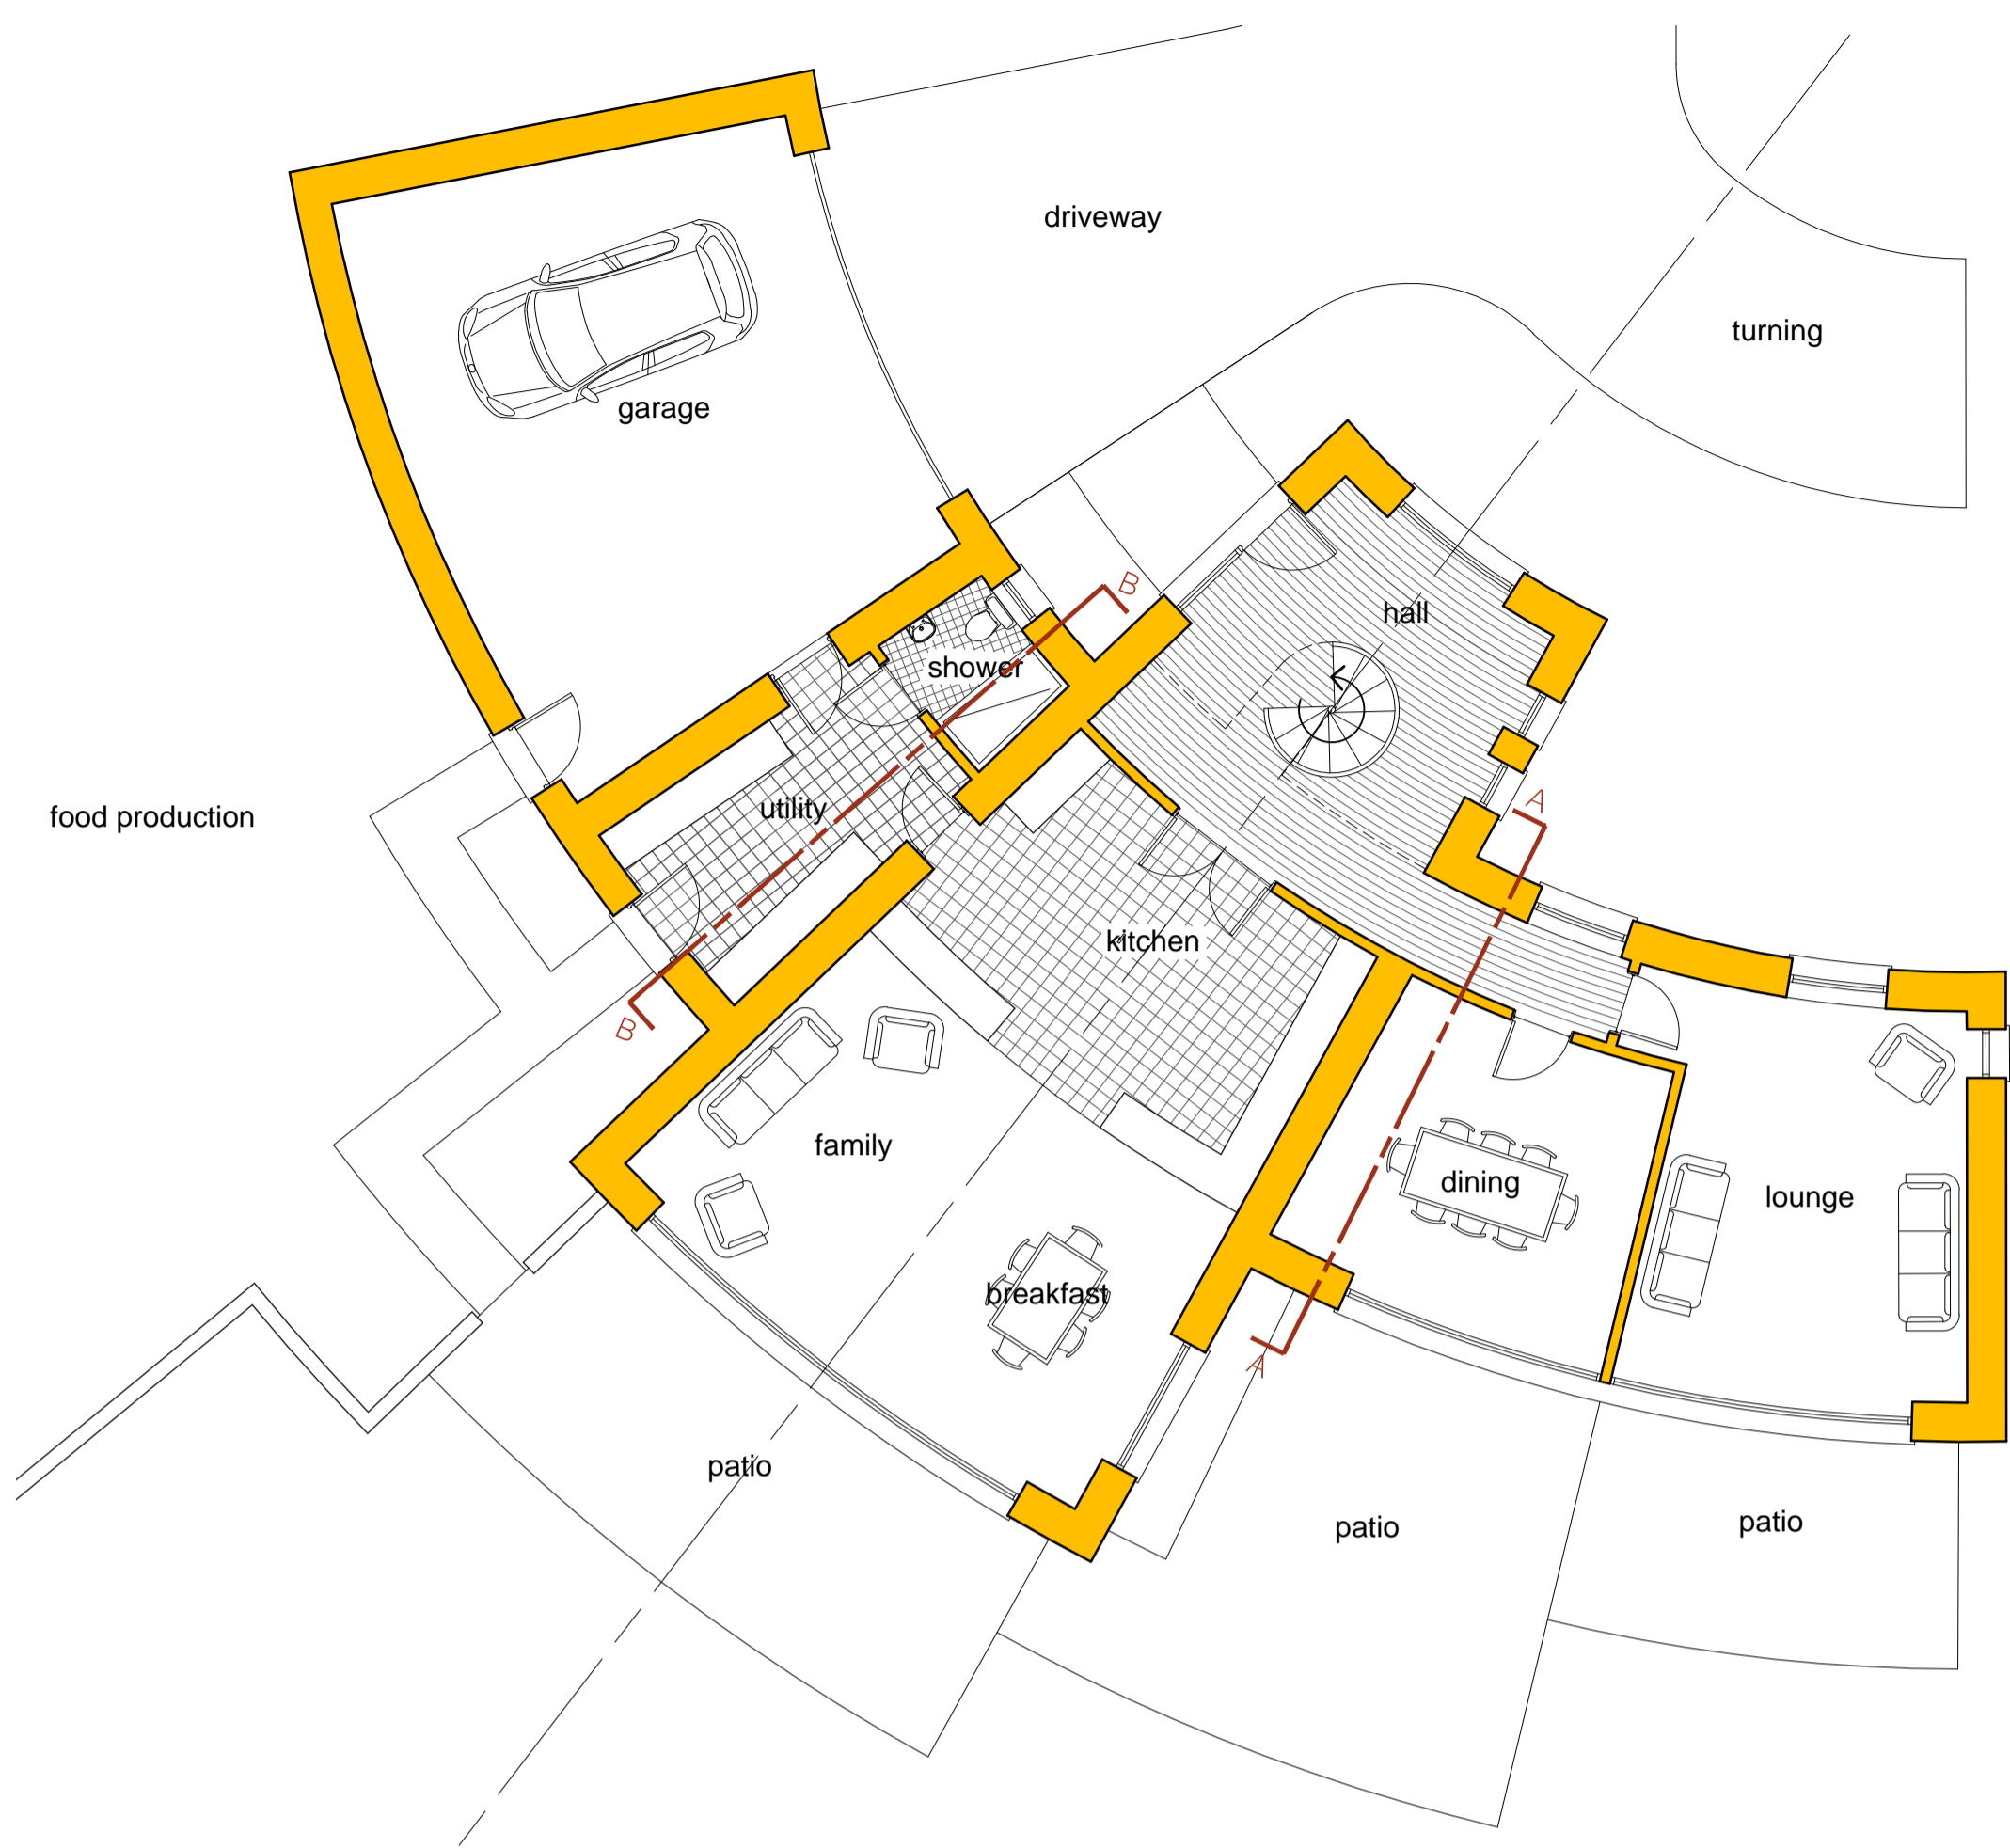 driveway
turning
garage
B
hall
shower
A
utility
food production
kitchen
B
family
dining
lounge
breakfast
A
patio
patio
patio